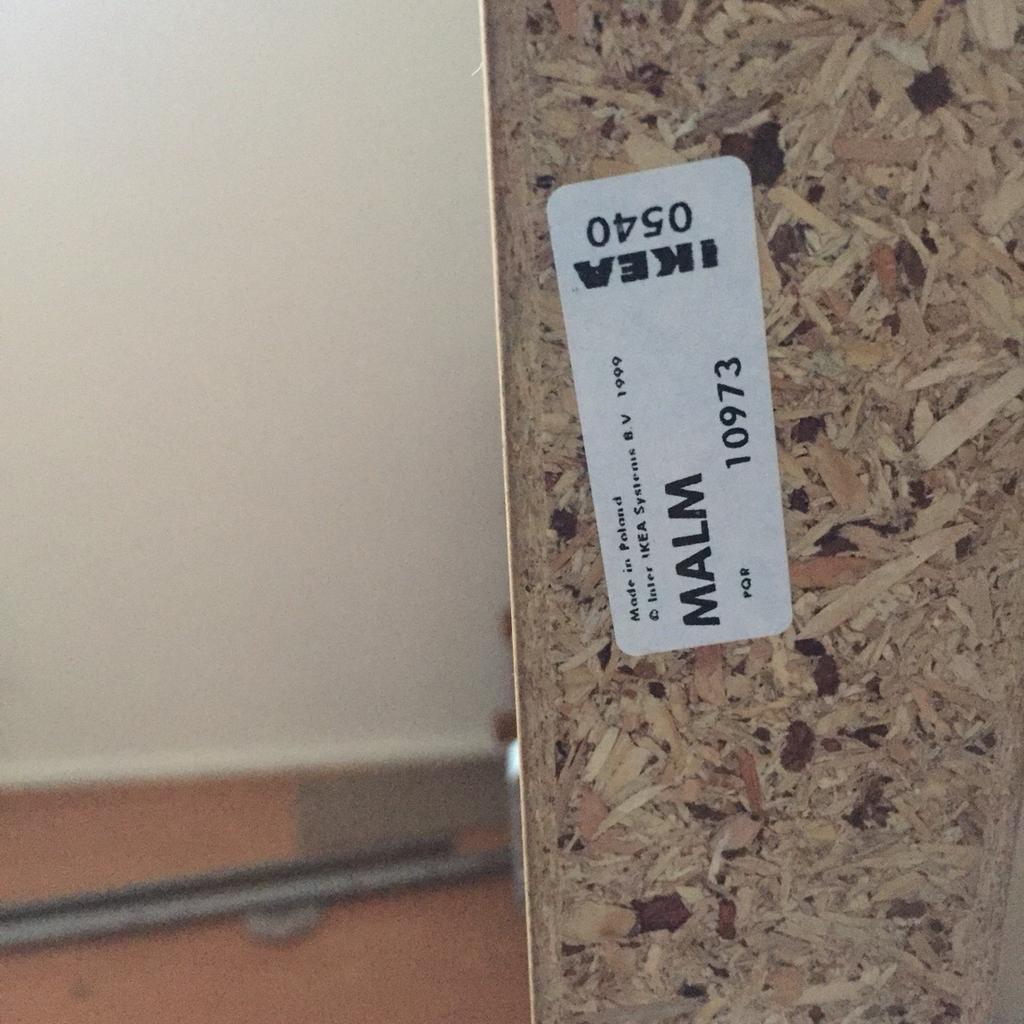 IKEA
0540
Made in Poland
© Inter IKEA Systems B.V 1999
MALM
10973
PQR